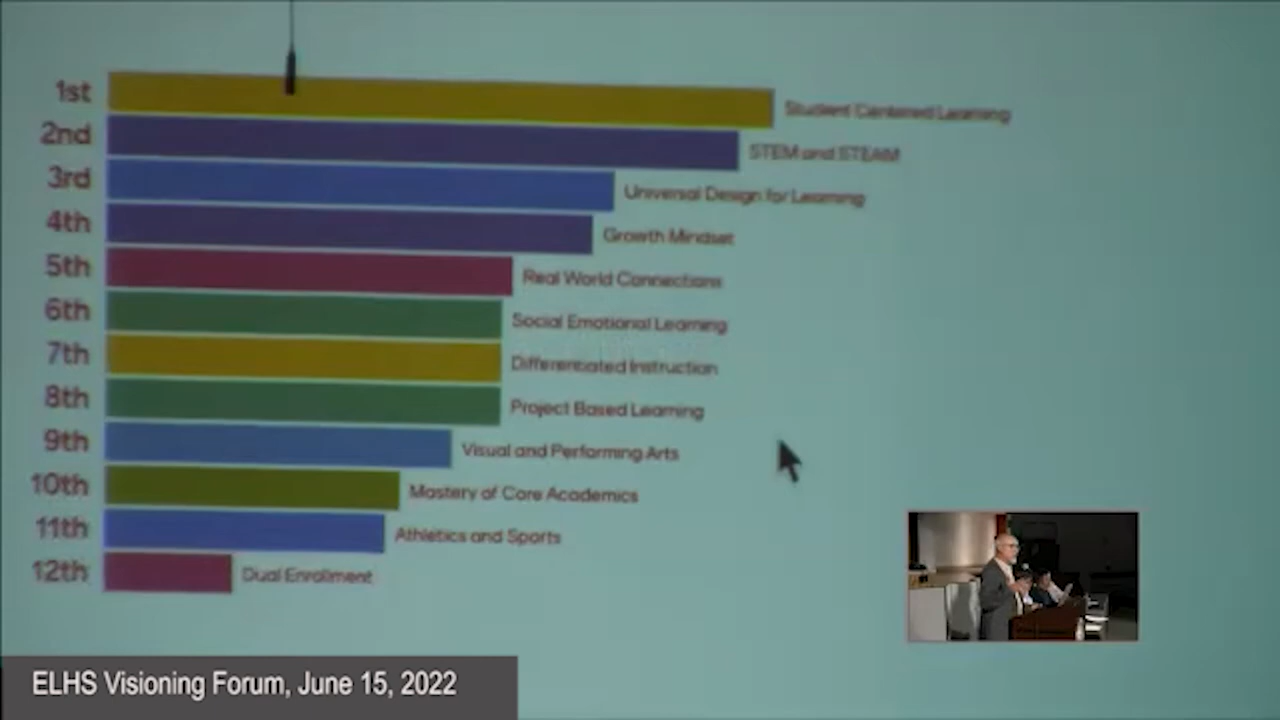 1st Student Centered Learning
2nd STEM and STEAM
3rd Universal Design for Learning
4th Growth Mindset
5th Real World Connections
6th Social Emotional Learning
7th Differentiated Instruction
8th Project Based Learning
9th Visual and Performing Arts
10th Mastery of Core Academics
11th Athletics and Sports
12th Dual Enrollment
ELHS Visioning Forum, June 15, 2022